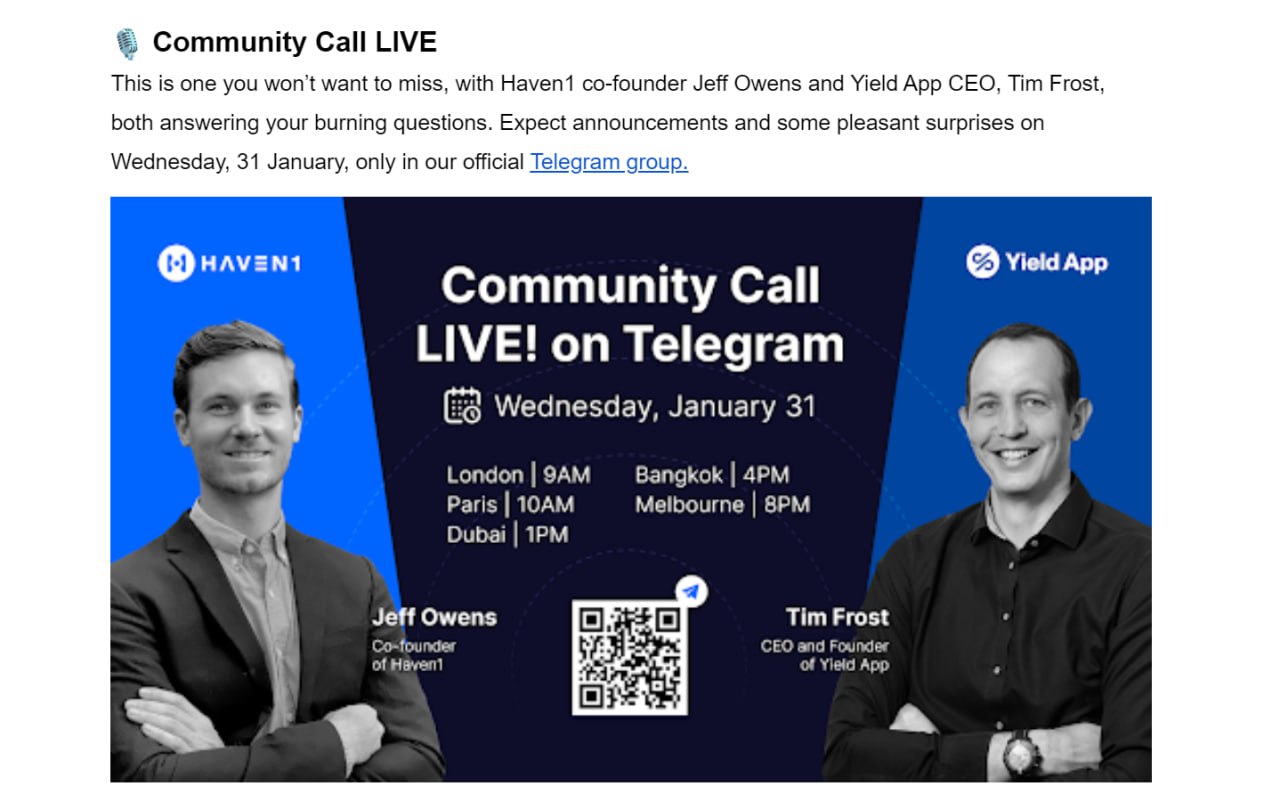 Community Call LIVE
This is one you won’t want to miss, with Haven1 co-founder Jeff Owens and Yield App CEO, Tim Frost,
both answering your burning questions. Expect announcements and some pleasant surprises on
Wednesday, 31 January, only in our official Telegram group.
HAVEN1
Yield App
Community Call
LIVE! on Telegram
Wednesday, January 31
London | 9AM
Paris | 10AM
Dubai | 1PM
Bangkok | 4PM
Melbourne | 8PM
Jeff Owens
Co-founder
of Haven1
Tim Frost
CEO and Founder
of Yield App